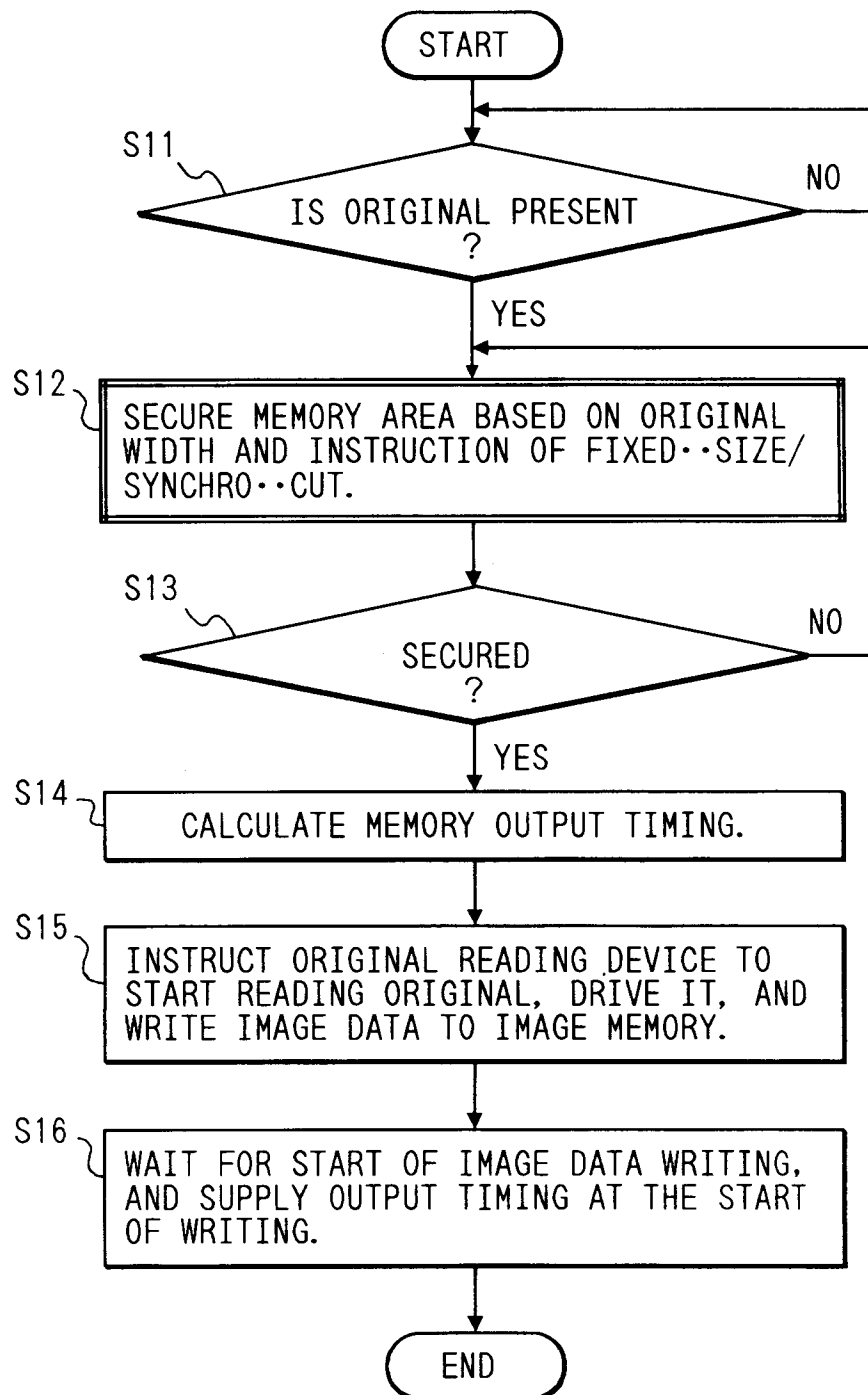 START
S11
NO
IS ORIGINAL PRESENT
?
YES
S12
SECURE MEMORY AREA BASED ON ORIGINAL
WIDTH AND INSTRUCTION OF FIXED··SIZE/
SYNCHRO··CUT.
S13
NO
SECURED
?
YES
S14
CALCULATE MEMORY OUTPUT TIMING.
S15
INSTRUCT ORIGINAL READING DEVICE TO
START READING ORIGINAL, DRIVE IT, AND
WRITE IMAGE DATA TO IMAGE MEMORY.
S16
WAIT FOR START OF IMAGE DATA WRITING,
AND SUPPLY OUTPUT TIMING AT THE START
OF WRITING.
END